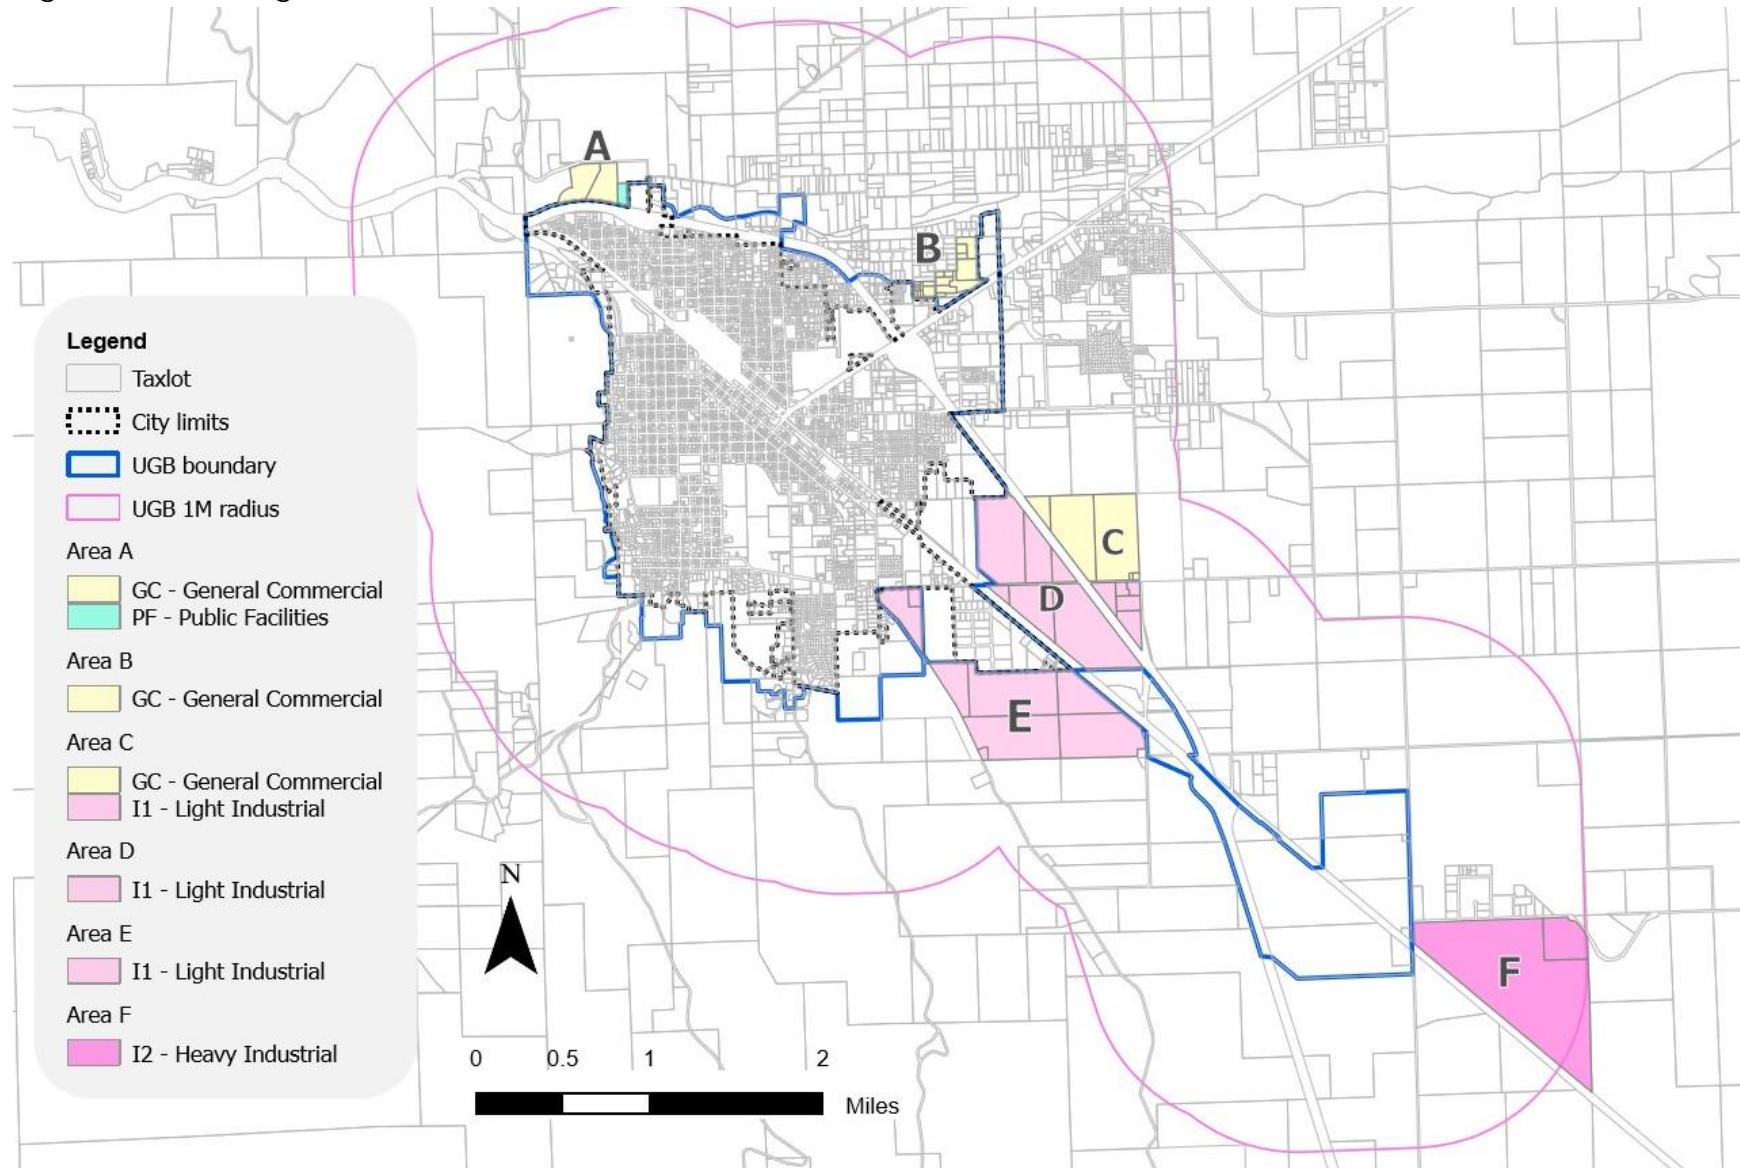 A
B
C
D
E
F
Legend
Taxlot
City limits
UGB boundary
UGB 1M radius
Area A
GC - General Commercial
PF - Public Facilities
Area B
GC - General Commercial
Area C
GC - General Commercial
I1 - Light Industrial
Area D
I1 - Light Industrial
Area E
I1 - Light Industrial
Area F
I2 - Heavy Industrial
N
0 0.5 1 2
Miles